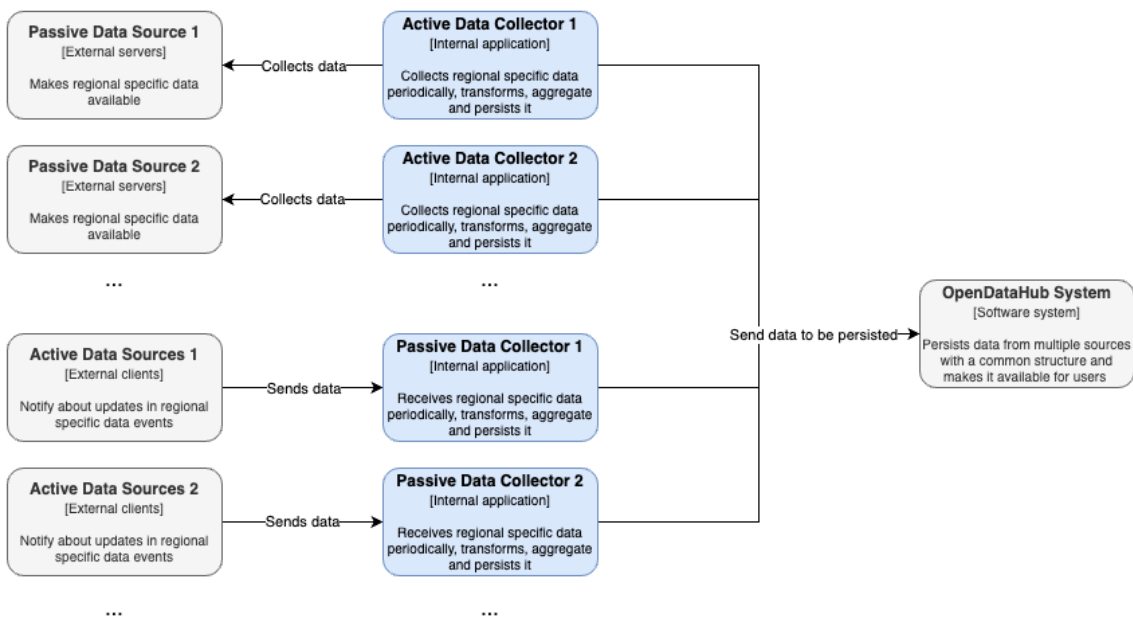 Passive Data Source 1
[External servers]
Makes regional specific data
available
Collects data
Active Data Collector 1
[Internal application]
Collects regional specific data
periodically, transforms, aggregate
and persists it
Passive Data Source 2
[External servers]
Makes regional specific data
available
Collects data
Active Data Collector 2
[Internal application]
Collects regional specific data
periodically, transforms, aggregate
and persists it
...
...
OpenDataHub System
[Software system]
Persists data from multiple sources
with a common structure and
makes it available for users
Send data to be persisted
Active Data Sources 1
[External clients]
Notify about updates in regional
specific data events
Sends data
Passive Data Collector 1
[Internal application]
Receives regional specific data
periodically, transforms, aggregate
and persists it
Active Data Sources 2
[External clients]
Notify about updates in regional
specific data events
Sends data
Passive Data Collector 2
[Internal application]
Receives regional specific data
periodically, transforms, aggregate
and persists it
...
...